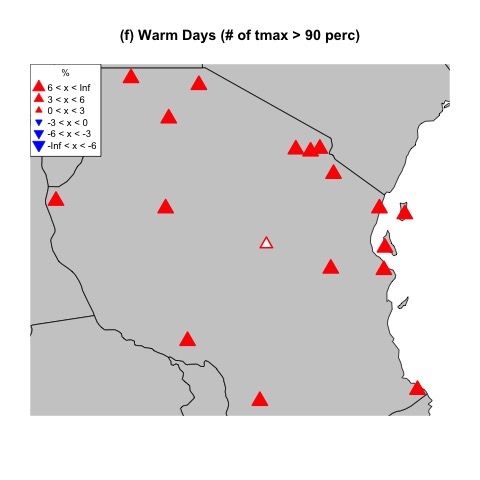 (f) Warm Days (# of tmax > 90 perc)
%
6 < x < Inf
3 < x < 6
0 < x < 3
-3 < x < 0
-6 < x < -3
-Inf < x < -6